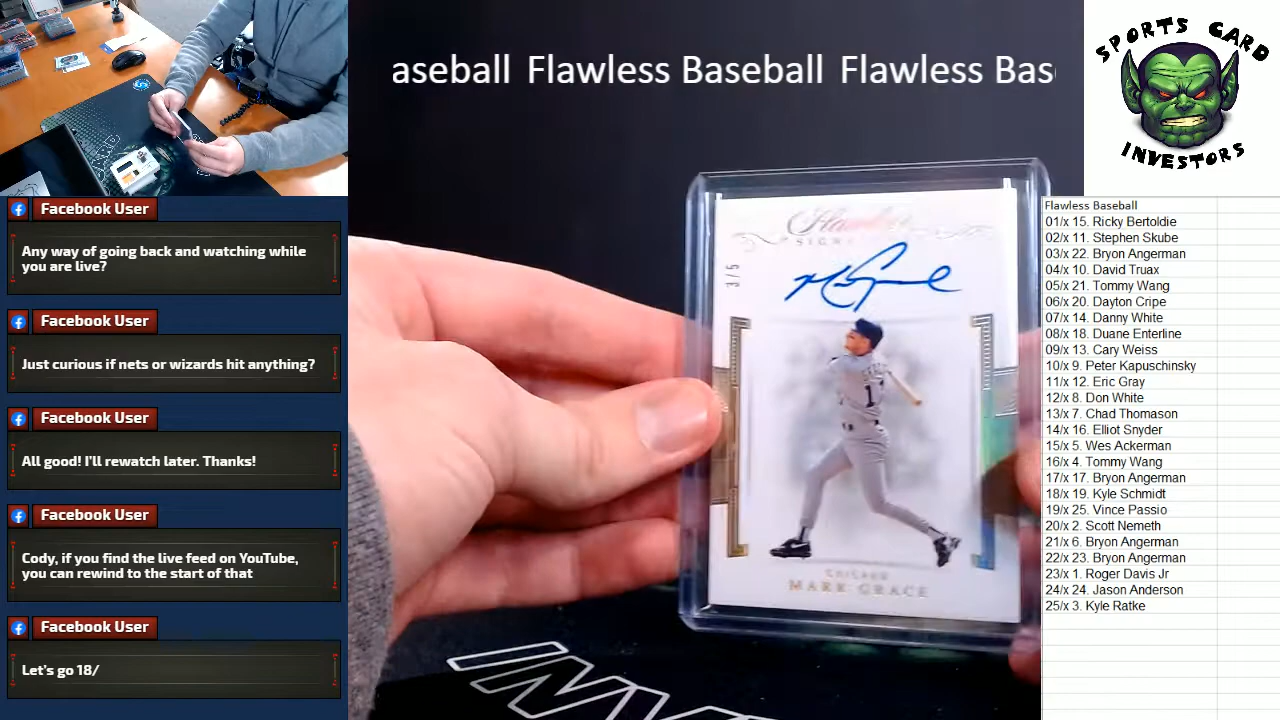 aseball Flawless Baseball Flawless Bas
SPORTS CARD
INVESTORS
Facebook User
Any way of going back and watching while
you are live?
Facebook User
Just curious if nets or wizards hit anything?
Facebook User
All good! I'll rewatch later. Thanks!
Facebook User
Cody, if you find the live feed on YouTube,
you can rewind to the start of that
Facebook User
Let's go 18/
Flawless
3/5
CHICAGO
MARK GRACE
Flawless Baseball
01/x 15. Ricky Bertoldie
02/x 11. Stephen Skube
03/x 22. Bryon Angerman
04/x 10. David Truax
05/x 21. Tommy Wang
06/x 20. Dayton Cripe
07/x 14. Danny White
08/x 18. Duane Enterline
09/x 13. Cary Weiss
10/x 9. Peter Kapuschinsky
11/x 12. Eric Gray
12/x 8. Don White
13/x 7. Chad Thomason
14/x 16. Elliot Snyder
15/x 5. Wes Ackerman
16/x 4. Tommy Wang
17/x 17. Bryon Angerman
18/x 19. Kyle Schmidt
19/x 25. Vince Passio
20/x 2. Scott Nemeth
21/x 6. Bryon Angerman
22/x 23. Bryon Angerman
23/x 1. Roger Davis Jr
24/x 24. Jason Anderson
25/x 3. Kyle Ratke